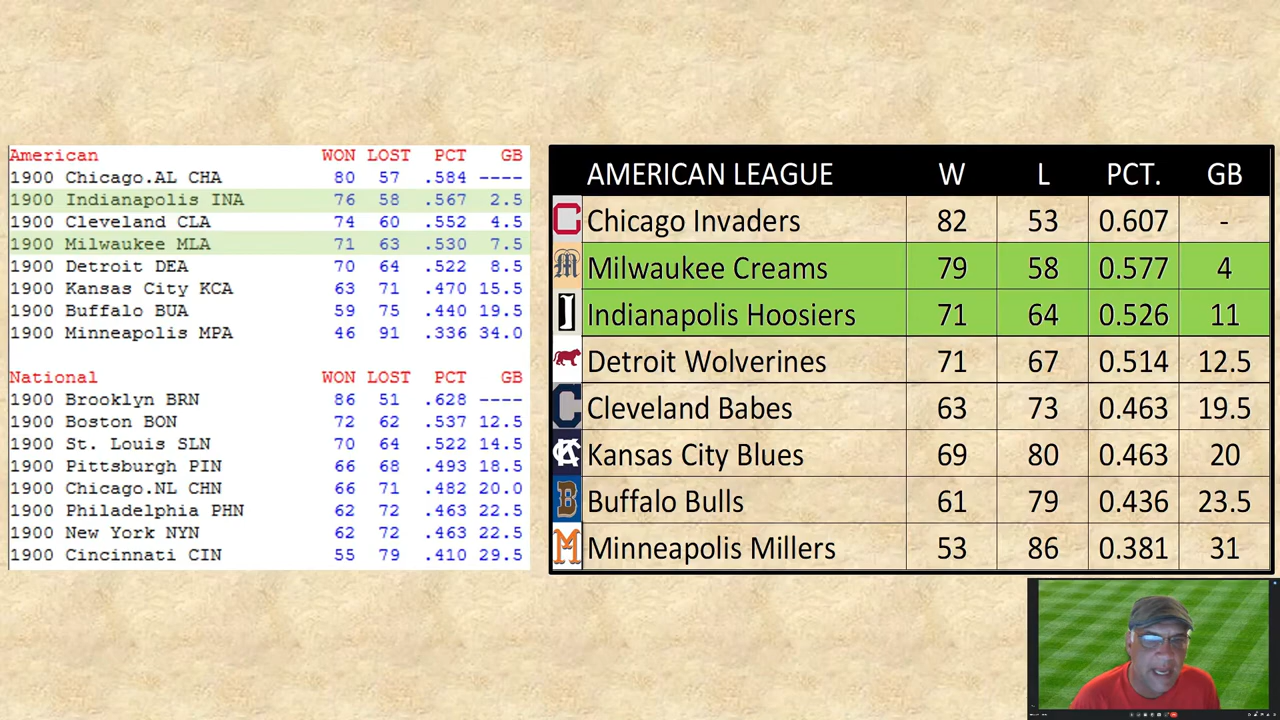 American WON LOST PCT GB
1900 Chicago.AL CHA 80 57 .584 ----
1900 Indianapolis INA 76 58 .567 2.5
1900 Cleveland CLA 74 60 .552 4.5
1900 Milwaukee MLA 71 63 .530 7.5
1900 Detroit DEA 70 64 .522 8.5
1900 Kansas City KCA 63 71 .470 15.5
1900 Buffalo BUA 59 75 .440 19.5
1900 Minneapolis MPA 46 91 .336 34.0
National WON LOST PCT GB
1900 Brooklyn BRN 86 51 .628 ----
1900 Boston BON 72 62 .537 12.5
1900 St. Louis SLN 70 64 .522 14.5
1900 Pittsburgh PIN 66 68 .493 18.5
1900 Chicago.NL CHN 66 71 .482 20.0
1900 Philadelphia PHN 62 72 .463 22.5
1900 New York NYN 62 72 .463 22.5
1900 Cincinnati CIN 55 79 .410 29.5
AMERICAN LEAGUE W L PCT. GB
C Chicago Invaders 82 53 0.607 -
M Milwaukee Creams 79 58 0.577 4
I Indianapolis Hoosiers 71 64 0.526 11
Detroit Wolverines 71 67 0.514 12.5
C Cleveland Babes 63 73 0.463 19.5
KC Kansas City Blues 69 80 0.463 20
B Buffalo Bulls 61 79 0.436 23.5
M Minneapolis Millers 53 86 0.381 31